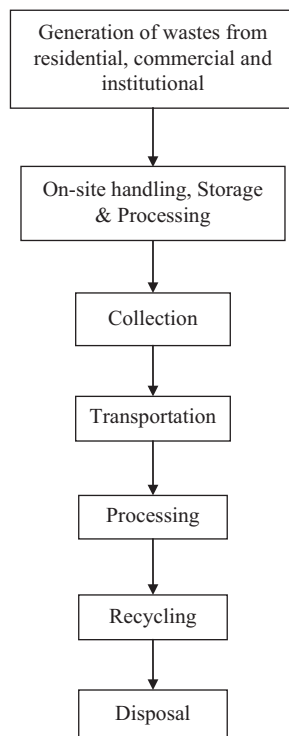 Generation of wastes from
residential, commercial and
institutional
On-site handling, Storage
& Processing
Collection
Transportation
Processing
Recycling
Disposal